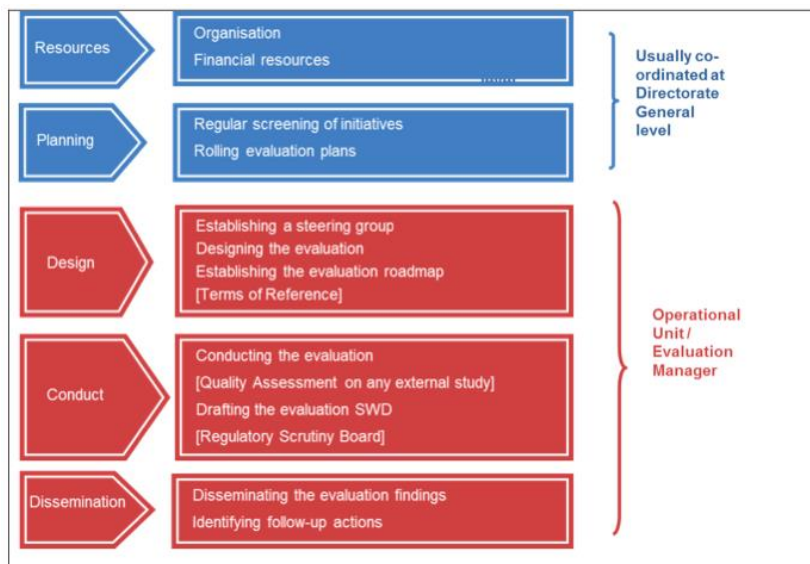 Resources
Organisation
Financial resources
Usually co-
ordinated at
Directorate
General
level
Planning
Regular screening of initiatives
Rolling evaluation plans
Design
Establishing a steering group
Designing the evaluation
Establishing the evaluation roadmap
[Terms of Reference]
Operational
Unit /
Evaluation
Manager
Conduct
Conducting the evaluation
[Quality Assessment on any external study]
Drafting the evaluation SWD
[Regulatory Scrutiny Board]
Dissemination
Disseminating the evaluation findings
Identifying follow-up actions